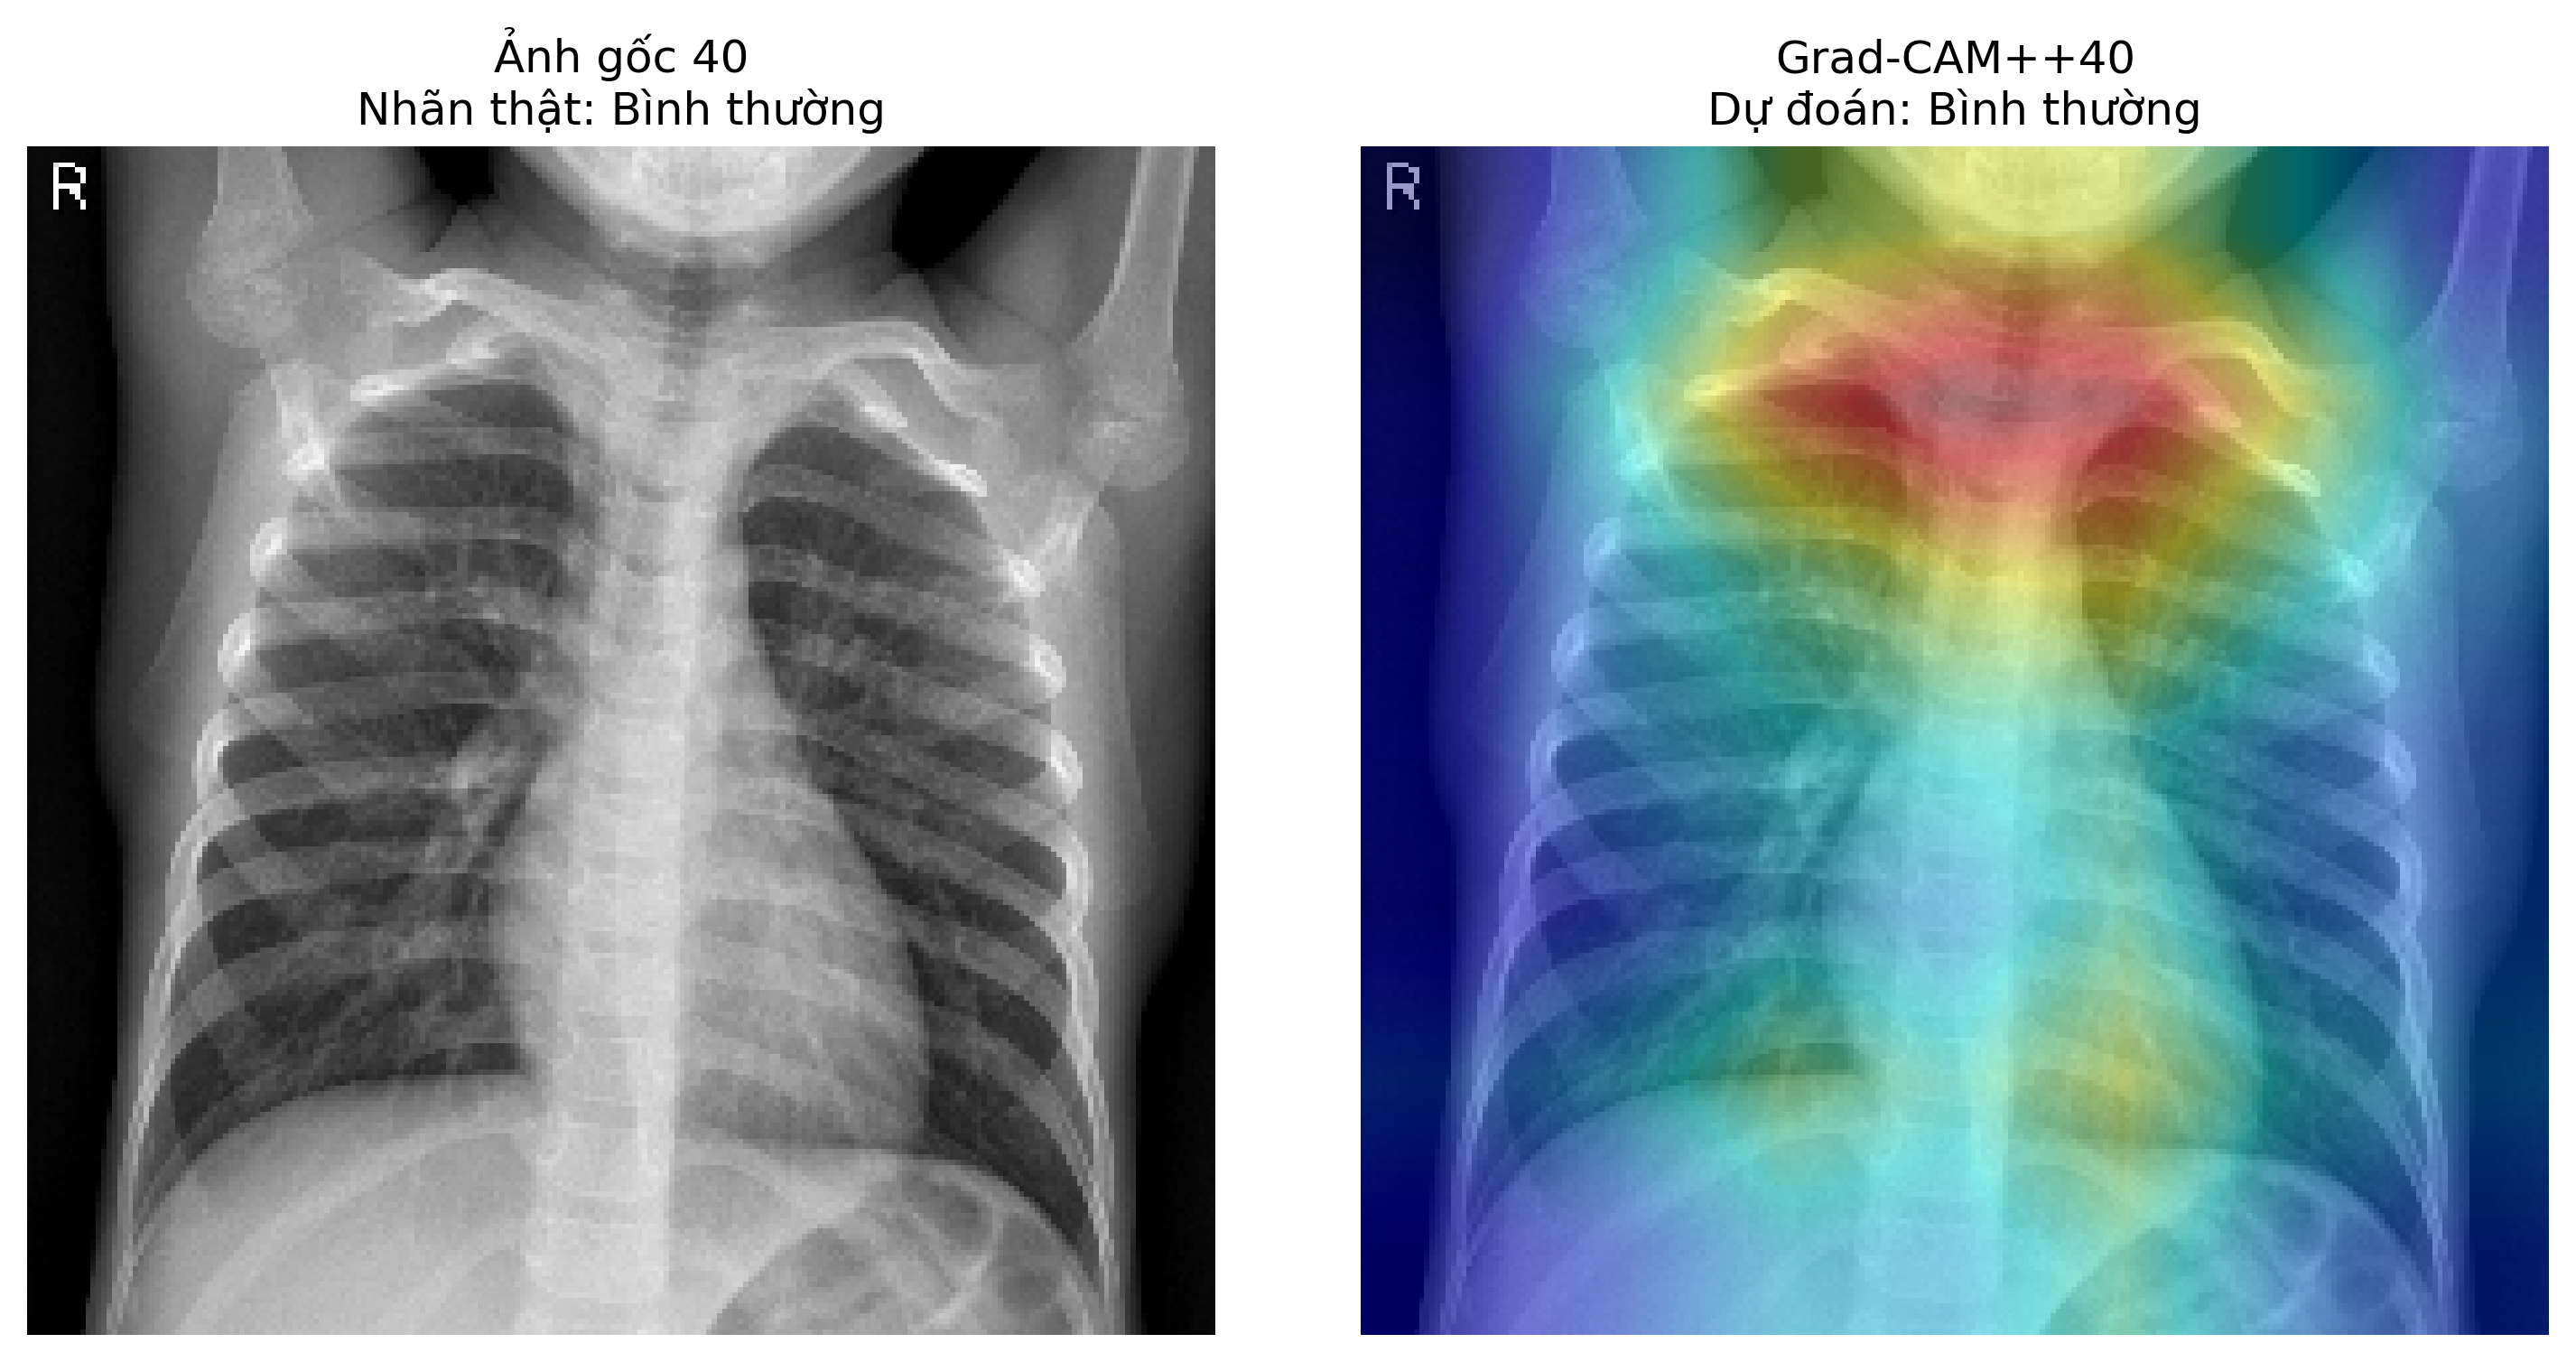 Ảnh gốc 40
Nhãn thật: Bình thường
R
Grad-CAM++40
Dự đoán: Bình thường
R